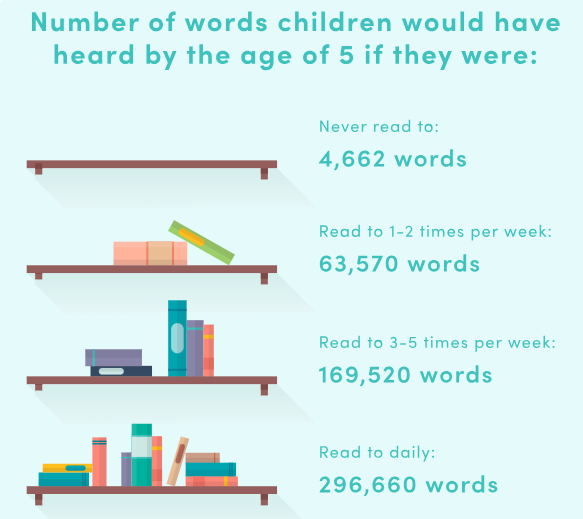 Number of words children would have
heard by the age of 5 if they were:
Never read to:
4,662 words
Read to 1-2 times per week:
63,570 words
Read to 3-5 times per week:
169,520 words
Read to daily:
296,660 words